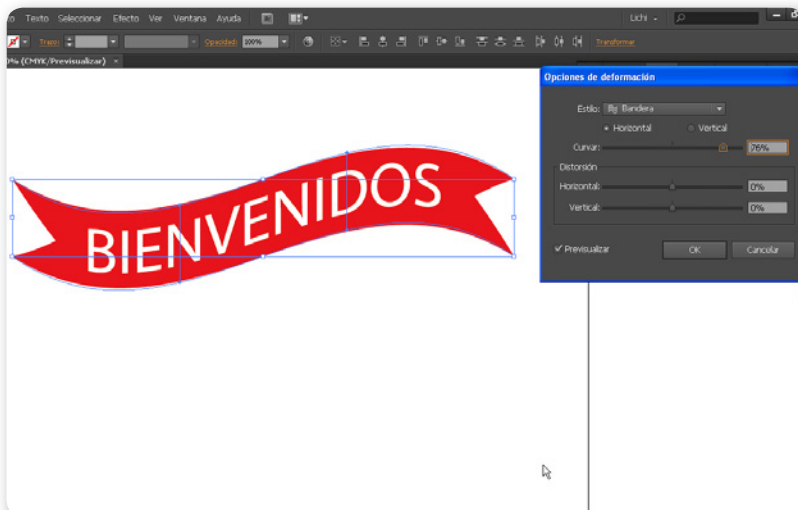 Texto Seleccionar Efecto Ver Ventana Ayuda Lichi
Trazo: Opacidad: 100% Transformar
0% (CMYK/Previsualizar) ×
Opciones de deformación
Estilo: Bandera
Horizontal Vertical
Curvar: 76%
Distorsión
Horizontal: 0%
Vertical: 0%
Previsualizar OK Cancelar
BIENVENIDOS